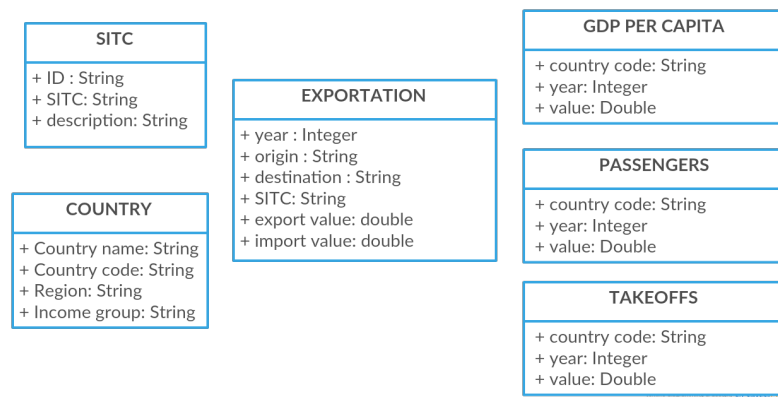 SITC
+ ID : String
+ SITC: String
+ description: String
COUNTRY
+ Country name: String
+ Country code: String
+ Region: String
+ Income group: String
EXPORTATION
+ year : Integer
+ origin : String
+ destination : String
+ SITC: String
+ export value: double
+ import value: double
GDP PER CAPITA
+ country code: String
+ year: Integer
+ value: Double
PASSENGERS
+ country code: String
+ year: Integer
+ value: Double
TAKEOFFS
+ country code: String
+ year: Integer
+ value: Double